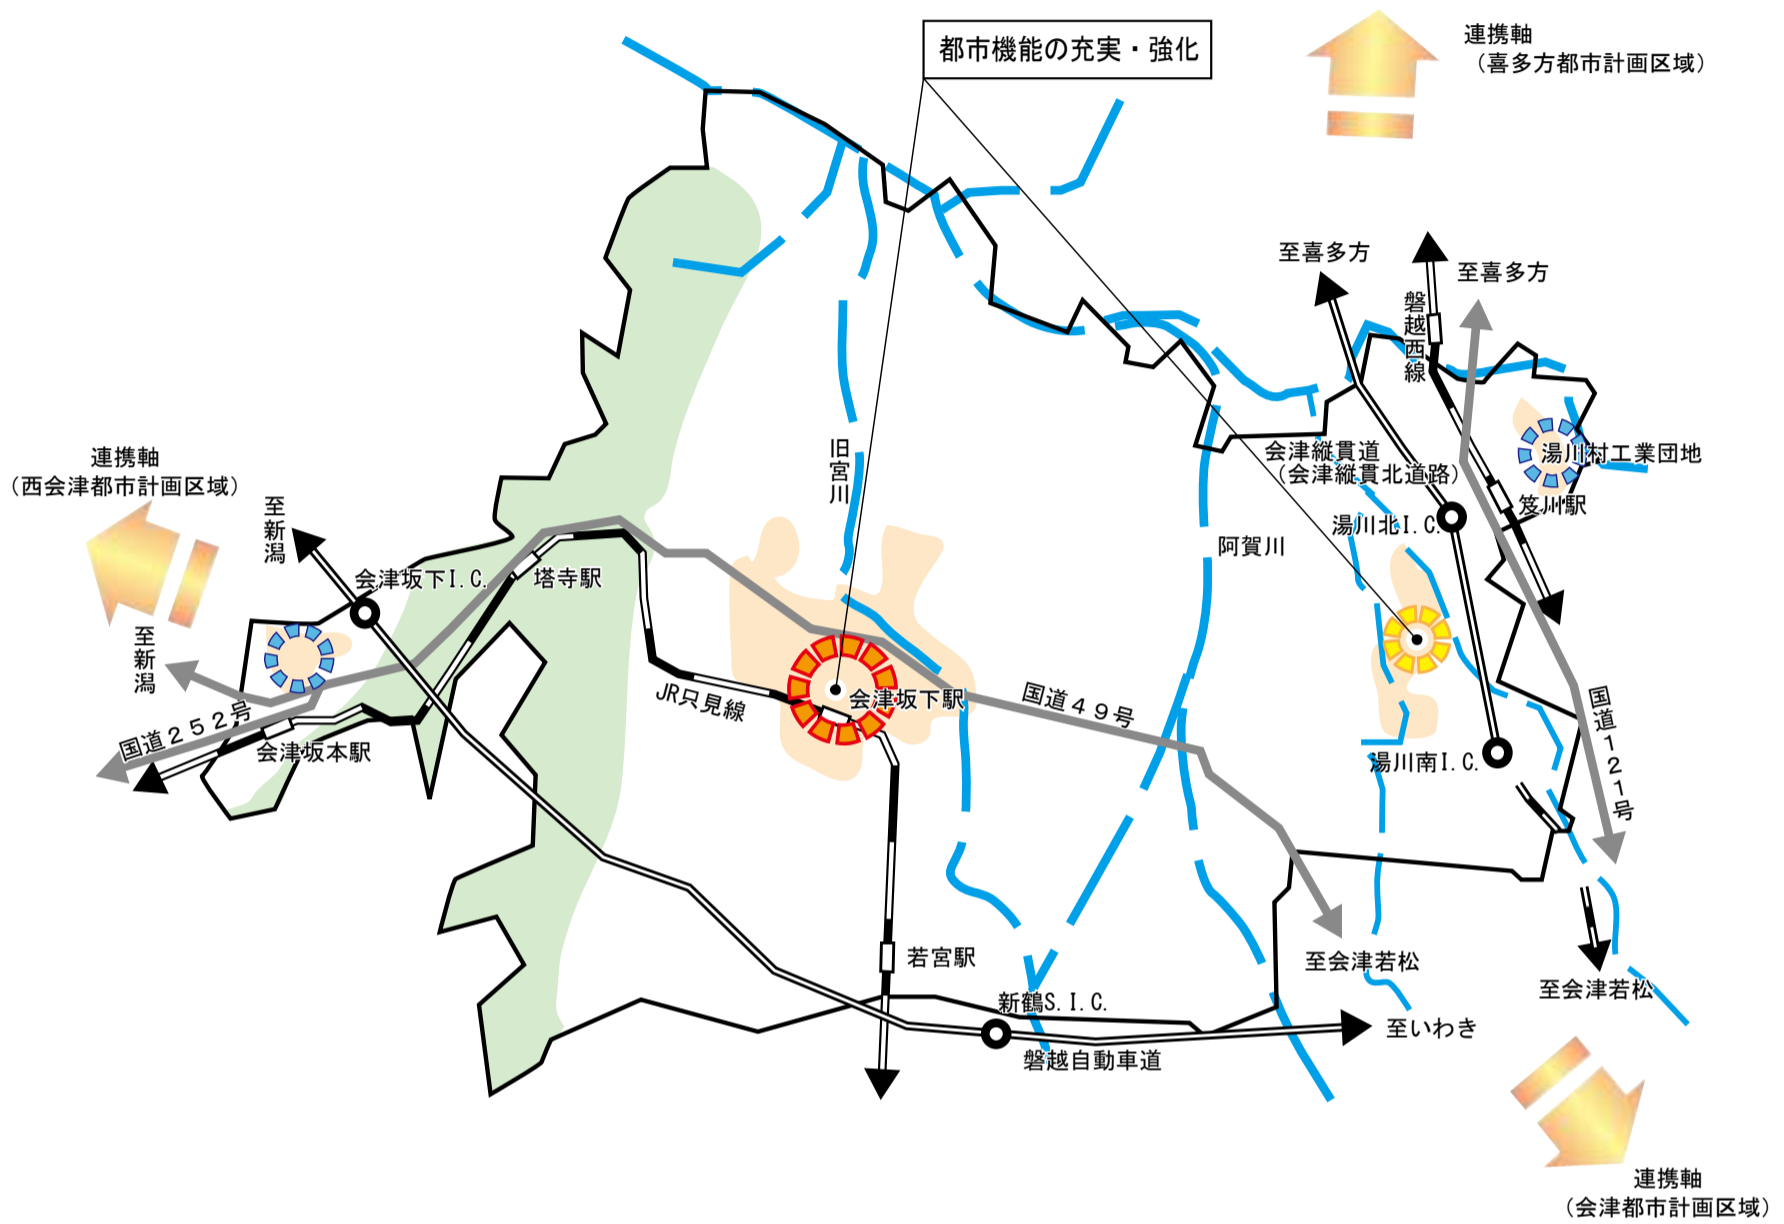 都市機能の充実・強化
連携軸
（喜多方都市計画区域）
至喜多方
至喜多方
磐越西線
連携軸
（西会津都市計画区域）
至新潟
旧宮川
会津縦貫道
（会津縦貫北道路）
湯川村工業団地
笈川駅
湯川北I.C.
阿賀川
会津坂下I.C.
塔寺駅
至新潟
JR只見線
会津坂下駅
国道４９号
国道２５２号
会津坂本駅
湯川南I.C.
国道１２１号
若宮駅
至会津若松
至会津若松
新鶴S.I.C.
至いわき
磐越自動車道
連携軸
（会津都市計画区域）